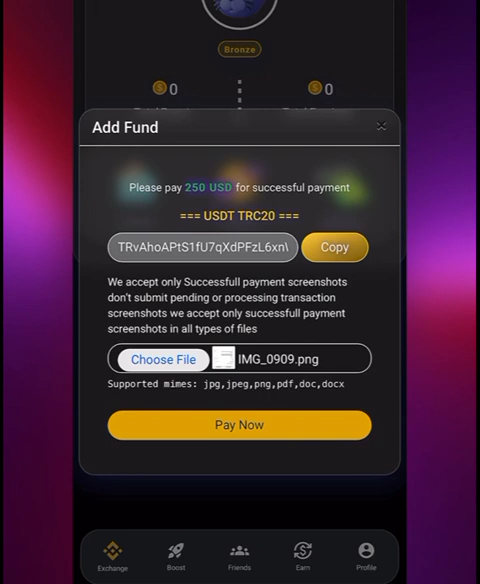 Bronze
0
0
Add Fund
Please pay 250 USD for successful payment
=== USDT TRC20 ===
TRvAhoAPtS1fU7qXdPFzL6xn
Copy
We accept only Successfull payment screenshots
don't submit pending or processing transaction
screenshots we accept only successful payment
screenshots in all types of files
Choose File
IMG_0909.png
Supported mimes: jpg,jpeg,png,pdf,doc,docx
Pay Now
Exchange
Boost
Friends
Earn
Profile